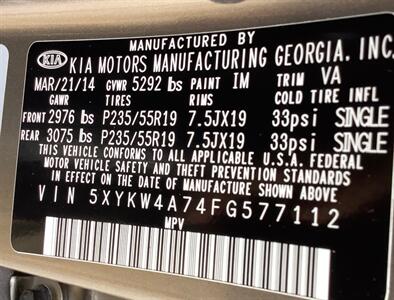 MANUFACTURED BY
KIA KIA MOTORS MANUFACTURING GEORGIA. INC.
MAR/21/14 GVWR 5292 lbs PAINT IM TRIM VA
GAWR TIRES RIMS COLD TIRE INFL
FRONT 2976 lbs P235/55R19 7.5JX19 33psi SINGLE
REAR 3075 lbs P235/55R19 7.5JX19 33psi SINGLE
THIS VEHICLE CONFORMS TO ALL APPLICABLE U.S.A. FEDERAL
MOTOR VEHICLE SAFETY AND THEFT PREVENTION STANDARDS
IN EFFECT ON THE DATE OF MANUFACTURE SHOWN ABOVE.
VIN 5XYKW4A74FG577112
MPV